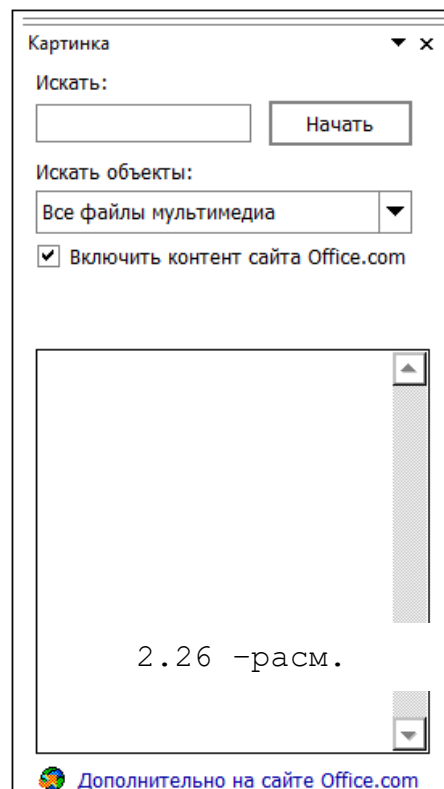 Картинка
Искать:
Начать
Искать объекты:
Все файлы мультимедиа
Включить контент сайта Office.com
2.26 –расм.
Дополнительно на сайте Office.com